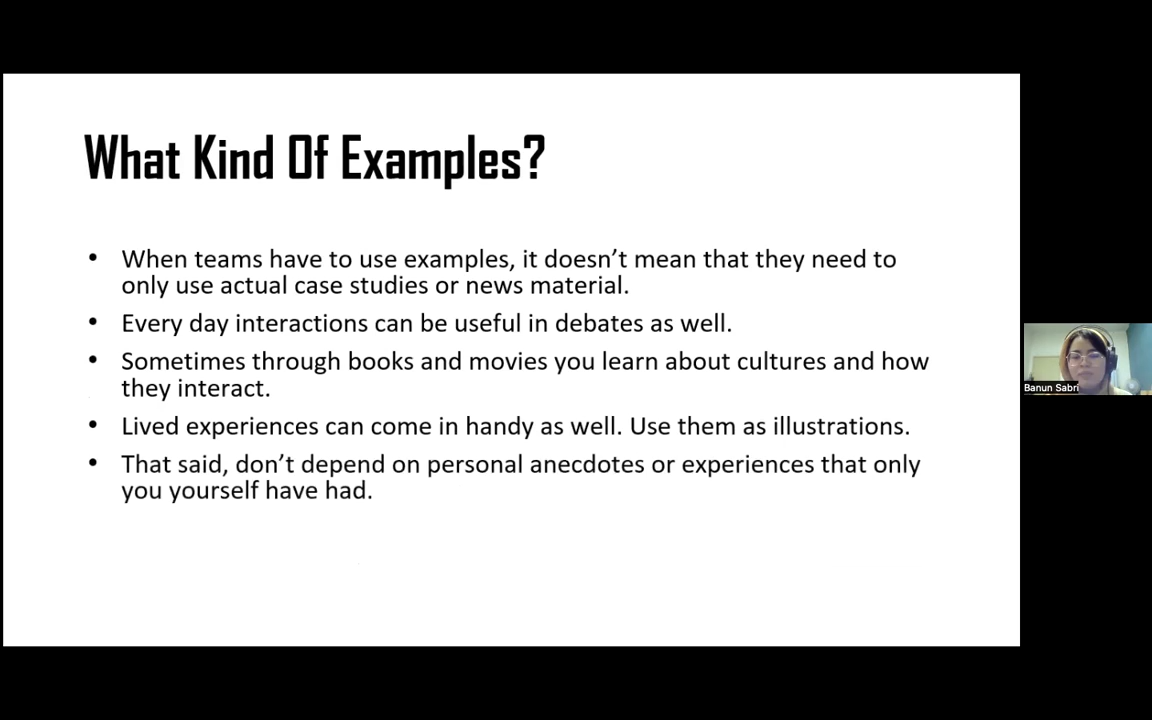 What Kind Of Examples?
• When teams have to use examples, it doesn’t mean that they need to
only use actual case studies or news material.
• Every day interactions can be useful in debates as well.
• Sometimes through books and movies you learn about cultures and how
they interact.
• Lived experiences can come in handy as well. Use them as illustrations.
• That said, don’t depend on personal anecdotes or experiences that only
you yourself have had.
Banun Sabri